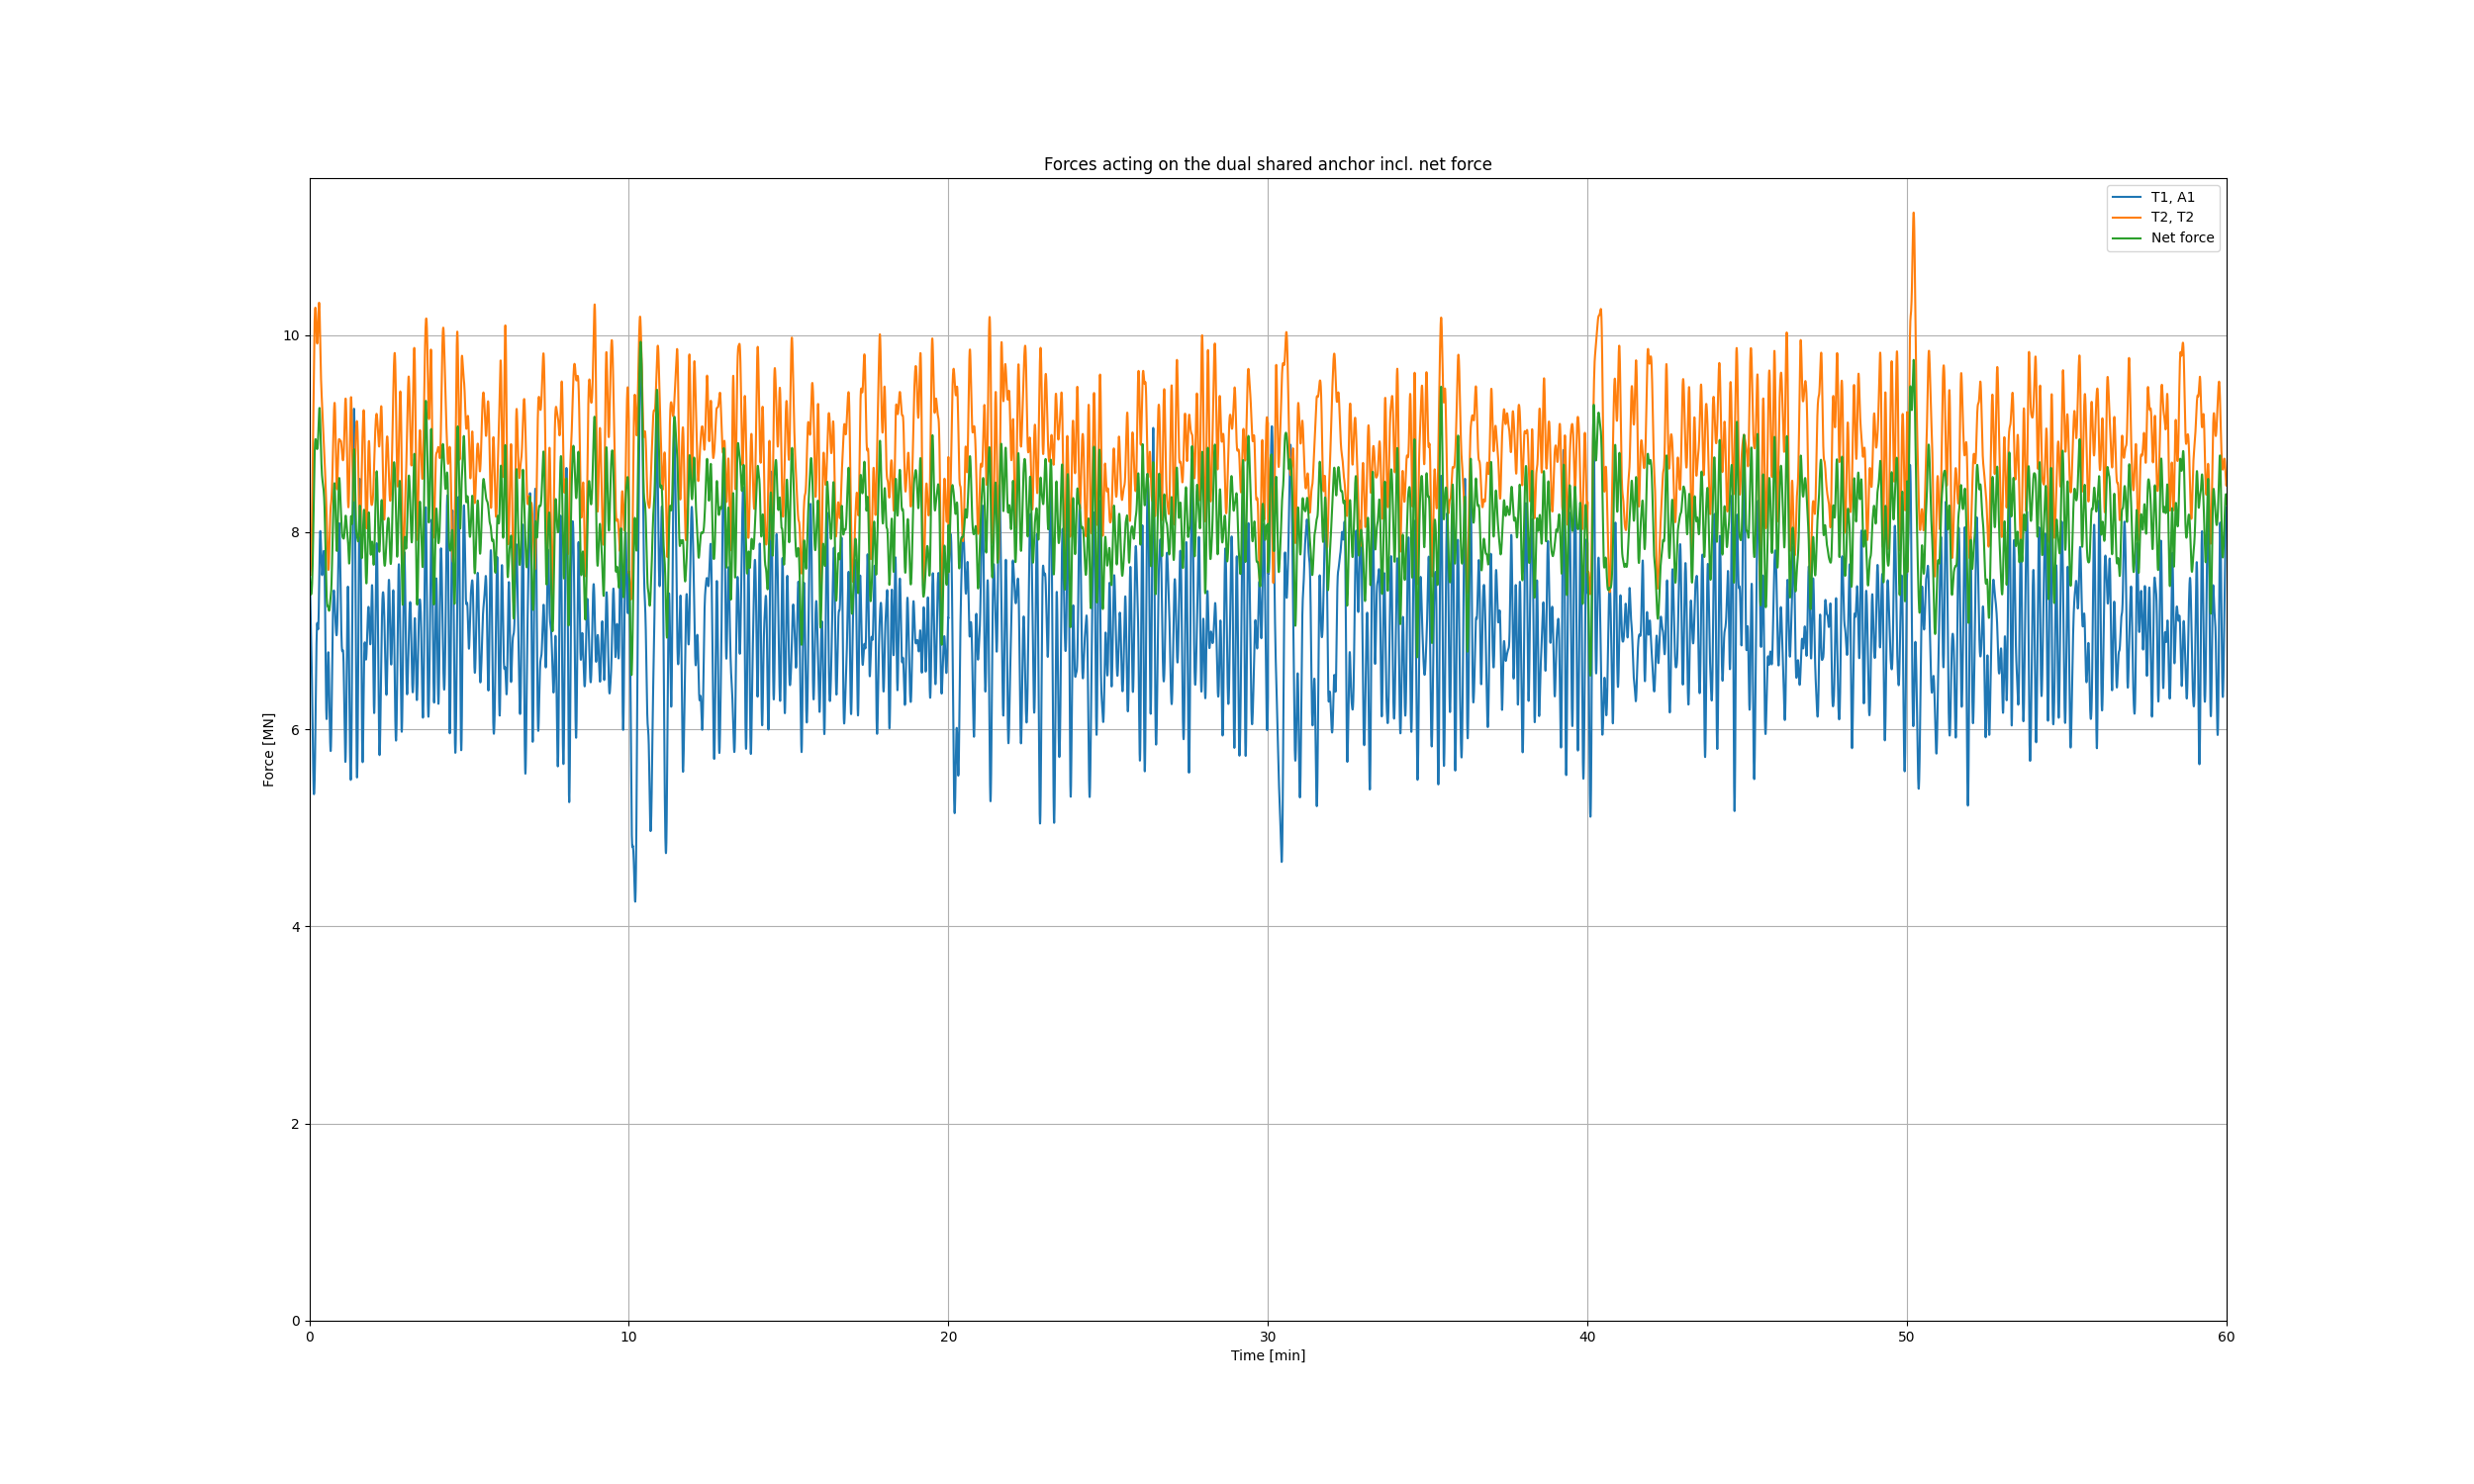 Forces acting on the dual shared anchor incl. net force
T1, A1
T2, T2
Net force
Force [MN]
10
8
6
4
2
0
0 10 20 30 40 50 60
Time [min]